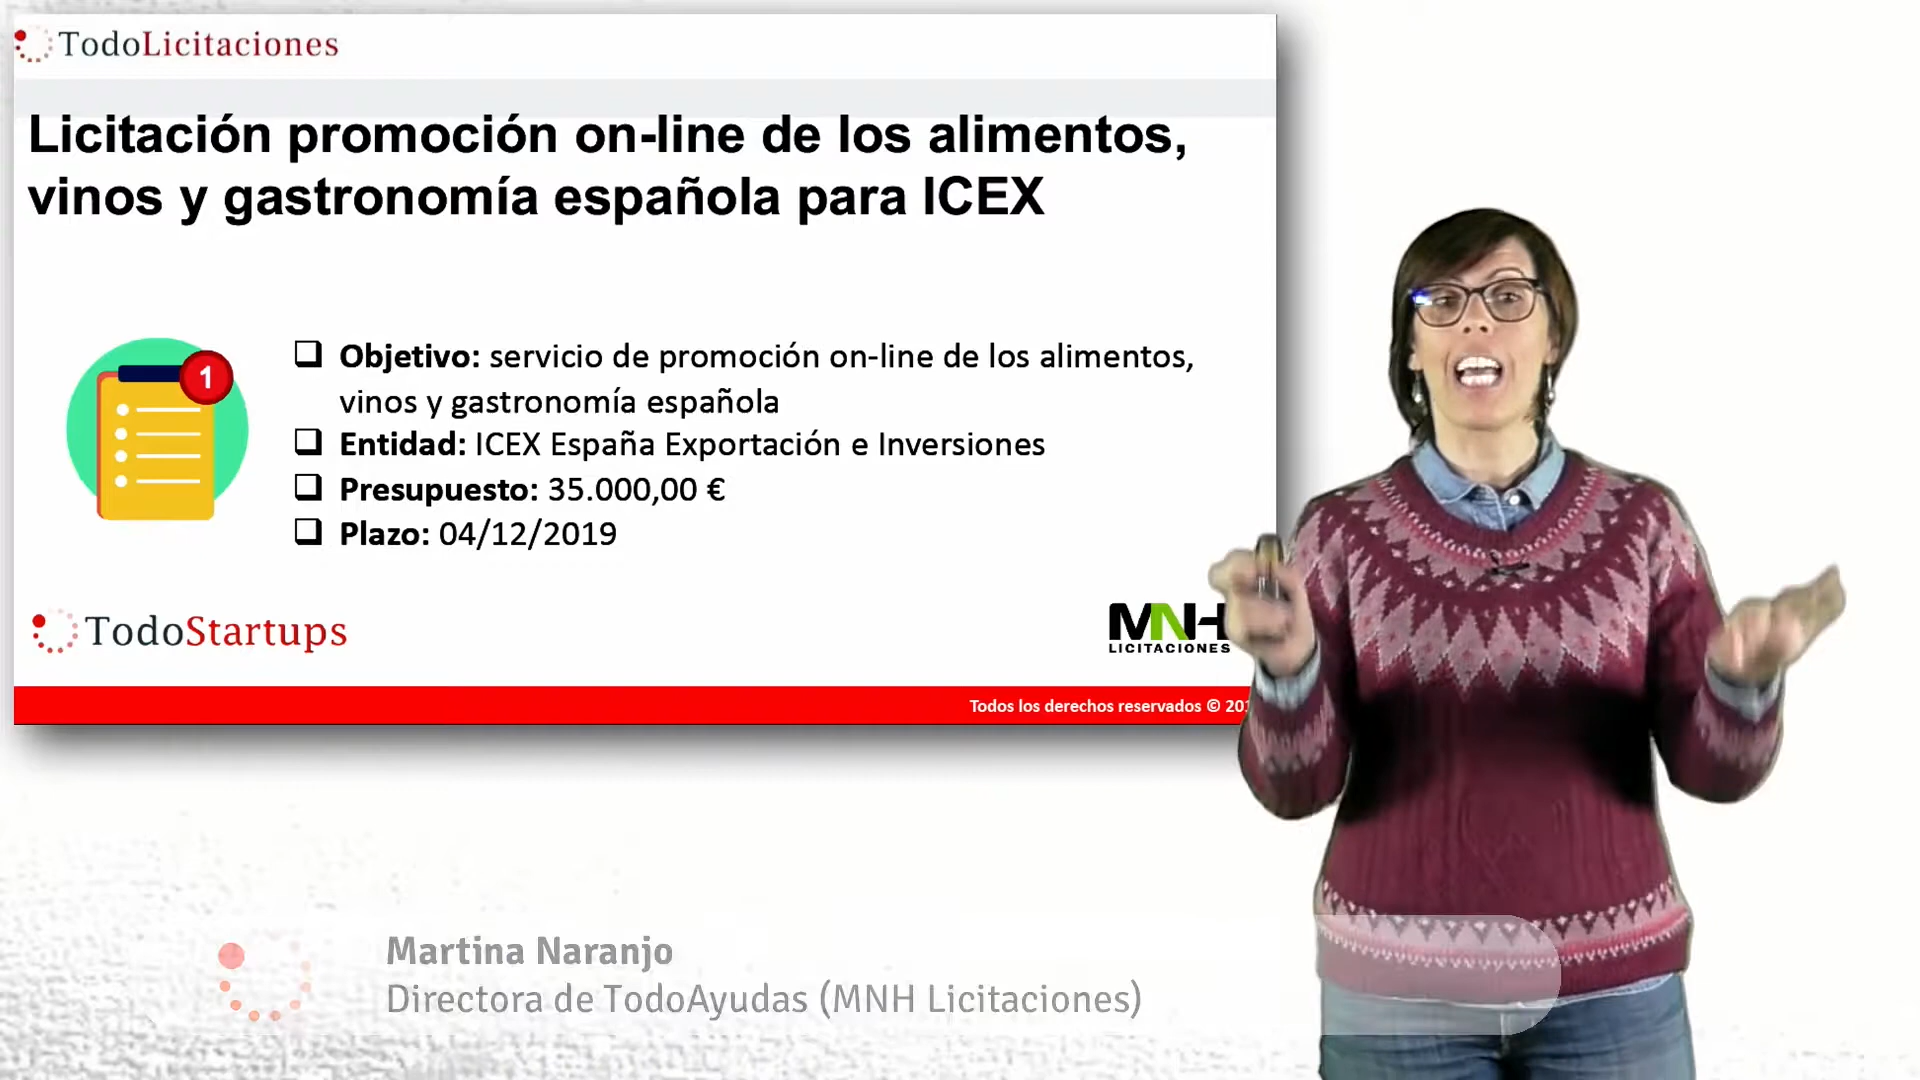 TodoLicitaciones
Licitación promoción on-line de los alimentos,
vinos y gastronomía española para ICEX
1
Objetivo: servicio de promoción on-line de los alimentos,
vinos y gastronomía española
Entidad: ICEX España Exportación e Inversiones
Presupuesto: 35.000,00 €
Plazo: 04/12/2019
TodoStartups
MNH
LICITACIONES
Todos los derechos reservados ©
Martina Naranjo
Directora de TodoAyudas (MNH Licitaciones)